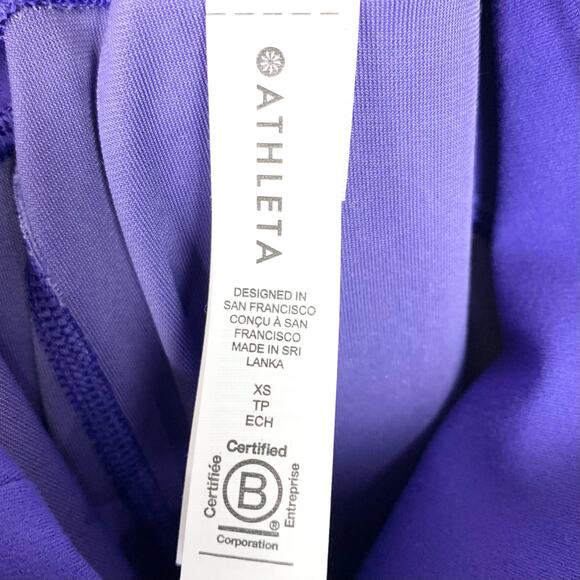 ATHLETA
DESIGNED IN
SAN FRANCISCO
CONÇU À SAN
FRANCISCO
MADE IN SRI
LANKA
XS
TP
ECH
Certified
Certifiée
B
®
Entreprise
Corporation